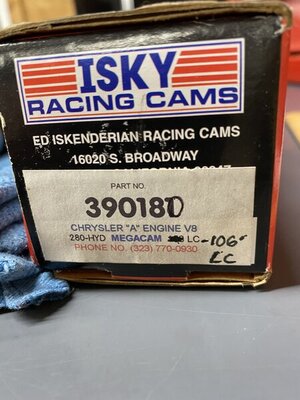 ISKY
RACING CAMS
ED ISKENDERIAN RACING CAMS
16020 S. BROADWAY
PART NO.
390180
CHRYSLER "A" ENGINE V8
280-HYD MEGACAM LC -106°
LC
PHONE NO. (323) 770-0930